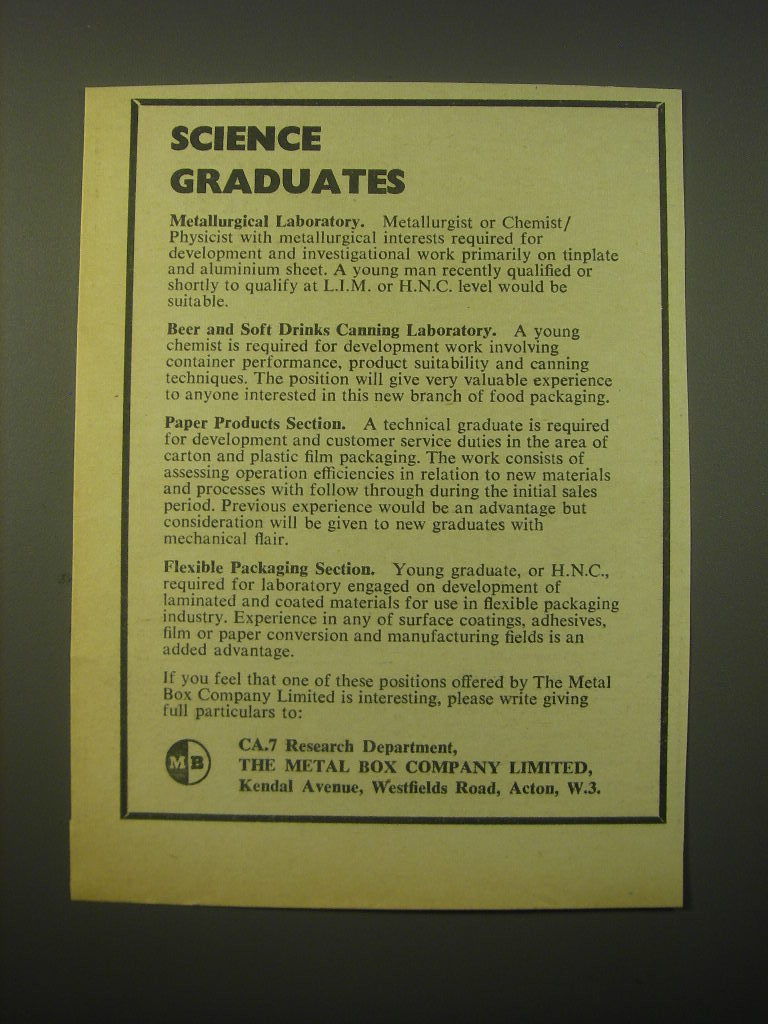 SCIENCE
GRADUATES
Metallurgical Laboratory. Metallurgist or Chemist/
Physicist with metallurgical interests required for
development and investigational work primarily on tinplate
and aluminium sheet. A young man recently qualified or
shortly to qualify at L.I.M. or H.N.C. level would be
suitable.
Beer and Soft Drinks Canning Laboratory. A young
chemist is required for development work involving
container performance, product suitability and canning
techniques. The position will give very valuable experience
to anyone interested in this new branch of food packaging.
Paper Products Section. A technical graduate is required
for development and customer service duties in the area of
carton and plastic film packaging. The work consists of
assessing operation efficiencies in relation to new materials
and processes with follow through during the initial sales
period. Previous experience would be an advantage but
consideration will be given to new graduates with
mechanical flair.
Flexible Packaging Section. Young graduate, or H.N.C.,
required for laboratory engaged on development of
laminated and coated materials for use in flexible packaging
industry. Experience in any of surface coatings, adhesives,
film or paper conversion and manufacturing fields is an
added advantage.
If you feel that one of these positions offered by The Metal
Box Company Limited is interesting, please write giving
full particulars to:
CA.7 Research Department,
MB THE METAL BOX COMPANY LIMITED,
Kendal Avenue, Westfields Road, Acton, W.3.